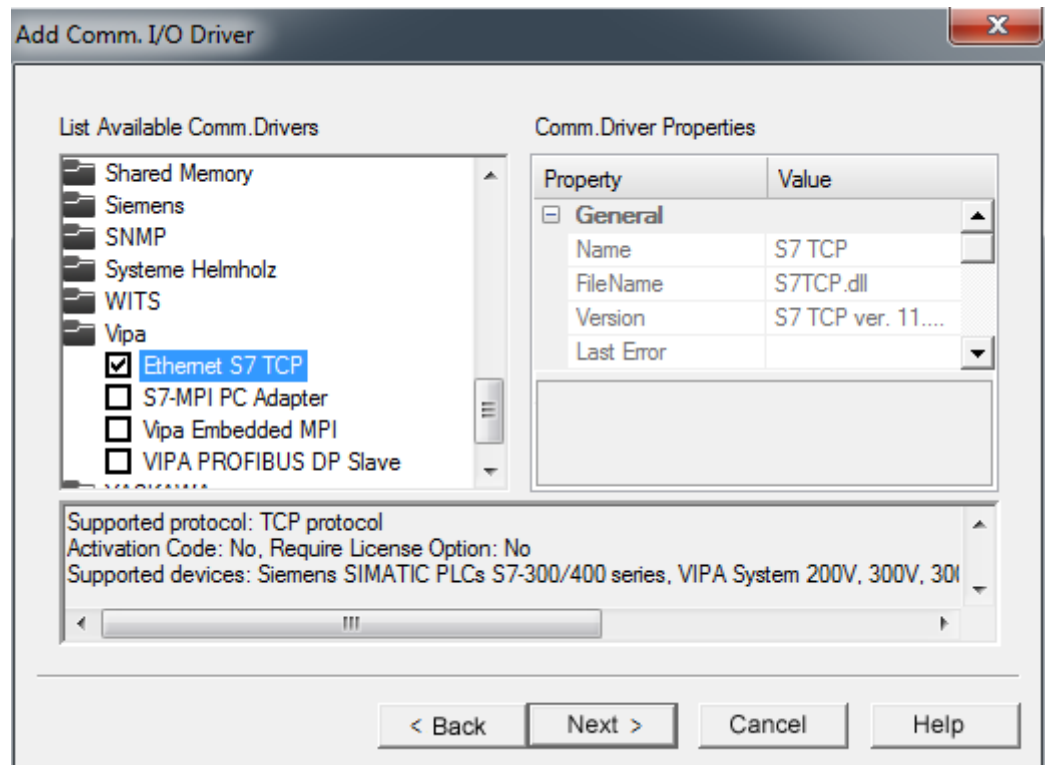 Add Comm. I/O Driver
List Available Comm.Drivers
Shared Memory
Siemens
SNMP
Systeme Helmholz
WITS
Vipa
Ethernet S7 TCP
S7-MPI PC Adapter
Vipa Embedded MPI
VIPA PROFIBUS DP Slave
Comm.Driver Properties
Property Value
General
Name S7 TCP
FileName S7TCP.dll
Version S7 TCP ver. 11....
Last Error
Supported protocol: TCP protocol
Activation Code: No, Require License Option: No
Supported devices: Siemens SIMATIC PLCs S7-300/400 series, VIPA System 200V, 300V,
< Back
Next >
Cancel
Help